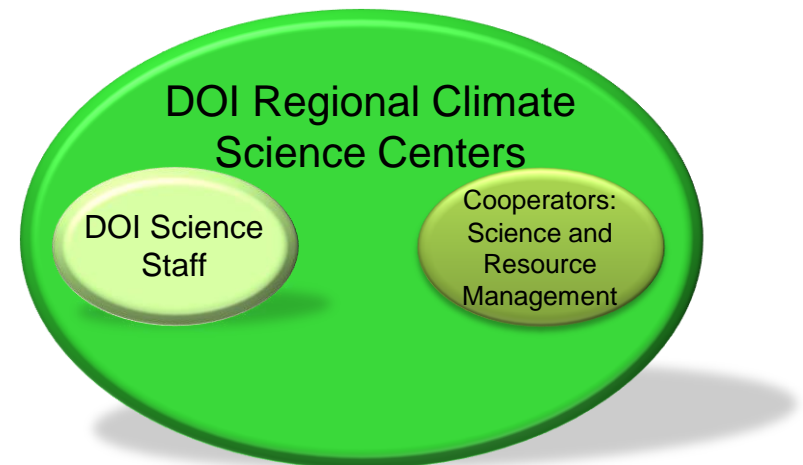 DOI Regional Climate
Science Centers
DOI Science
Staff
Cooperators:
Science and
Resource
Management